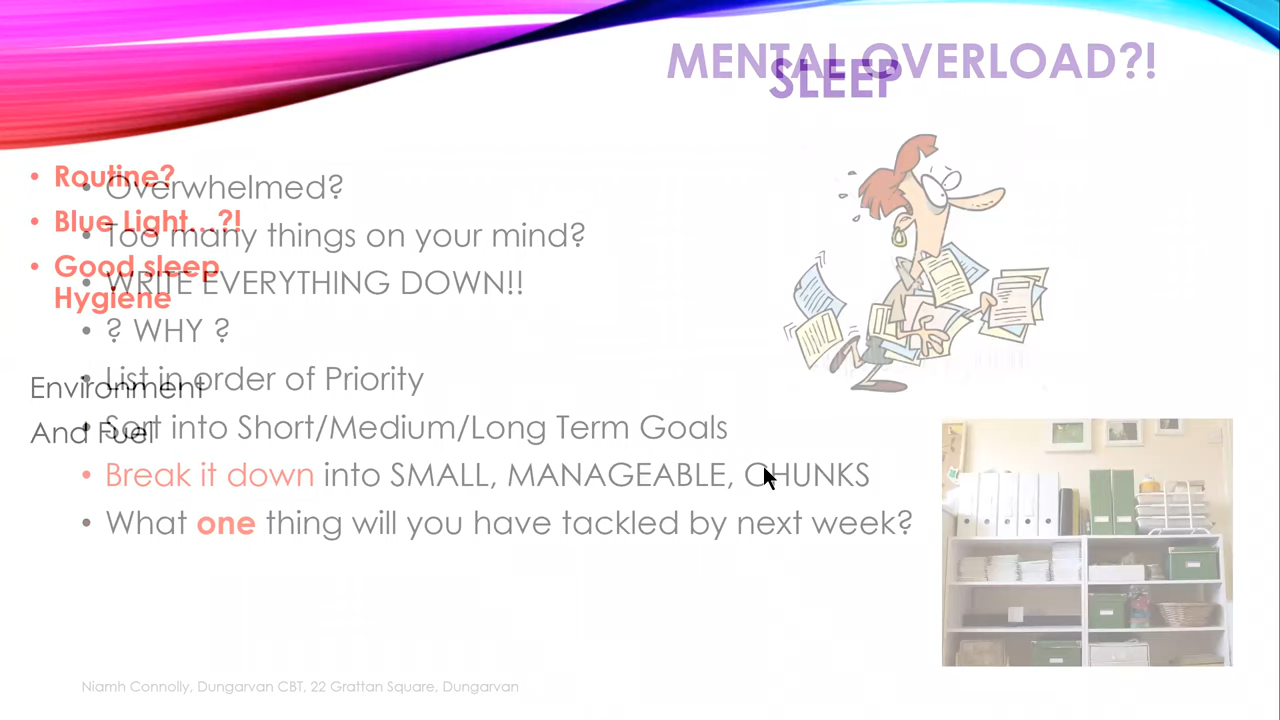 MENTAL OVERLOAD?!
SLEEP
• Routine?
• Blue Light…?!
• Good sleep
Hygiene
Environment
And Fuel
• Overwhelmed?
• Too many things on your mind?
• WRITE EVERYTHING DOWN!!
• ? WHY ?
• List in order of Priority
• Sort into Short/Medium/Long Term Goals
• Break it down into SMALL, MANAGEABLE, CHUNKS
• What one thing will you have tackled by next week?
Niamh Connolly, Dungarvan CBT, 22 Grattan Square, Dungarvan